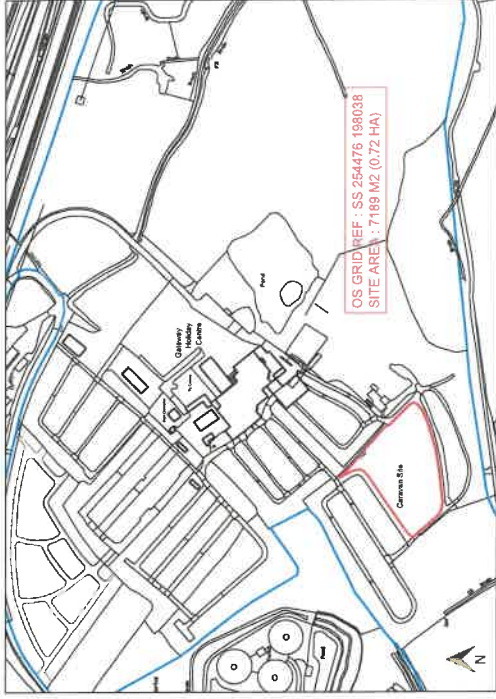 OS GRID REF : SS 254476 198038
SITE AREA : 7189 M2 (0.72 HA)
Gateway
Holiday
Centre
Pond
Caravan Site
Pond
N